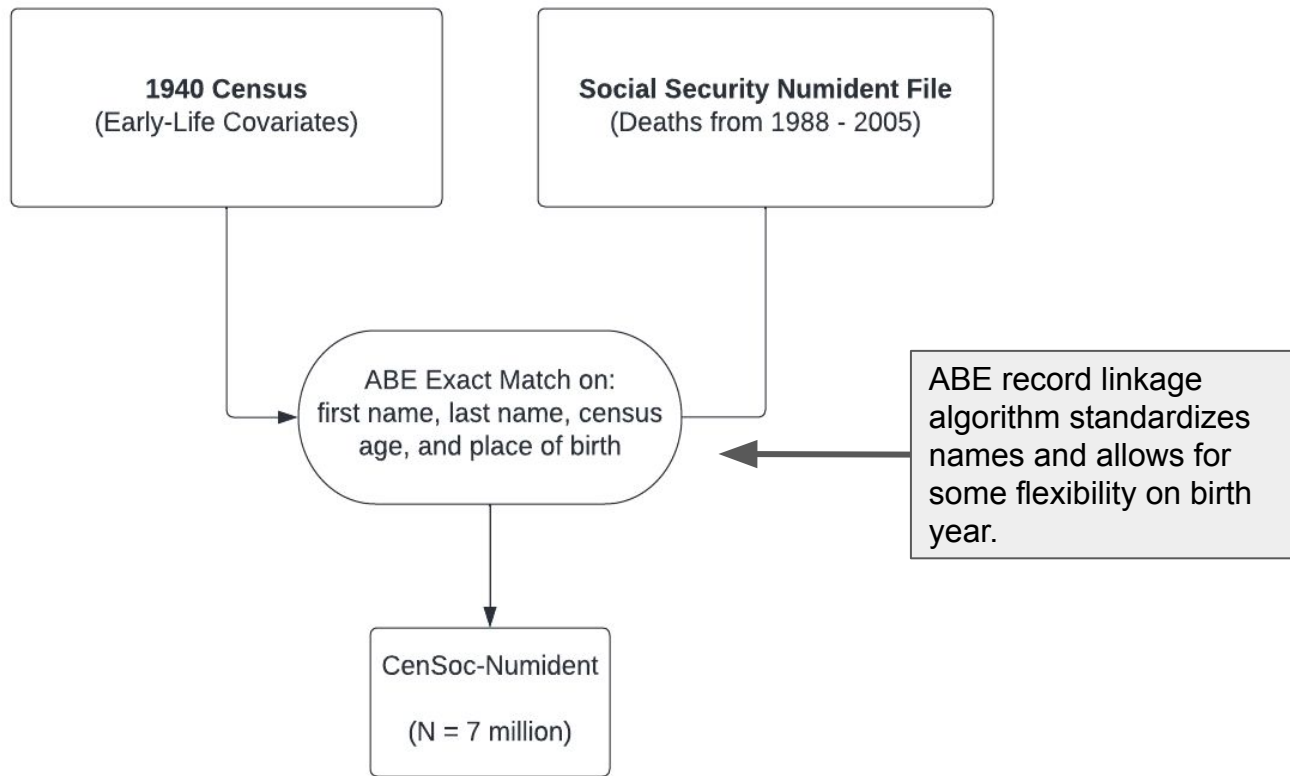 1940 Census
(Early-Life Covariates)
Social Security Numident File
(Deaths from 1988 - 2005)
ABE Exact Match on:
first name, last name, census
age, and place of birth
ABE record linkage
algorithm standardizes
names and allows for
some flexibility on birth
year.
CenSoc-Numident
(N = 7 million)